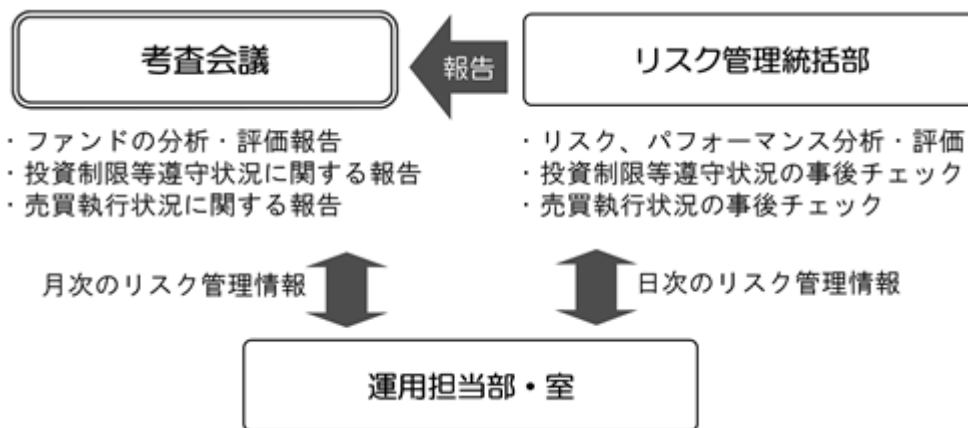 考査会議
報告
リスク管理統括部
・ファンドの分析・評価報告
・投資制限等遵守状況に関する報告
・売買執行状況に関する報告
・リスク、パフォーマンス分析・評価
・投資制限等遵守状況の事後チェック
・売買執行状況の事後チェック
月次のリスク管理情報
日次のリスク管理情報
運用担当部・室